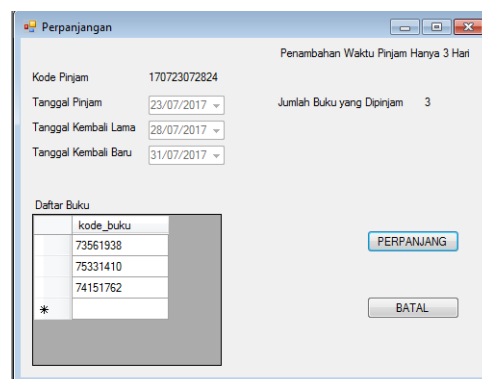 Perpanjangan
Penambahan Waktu Pinjam Hanya 3 Hari
Kode Pinjam 170723072824
Tanggal Pinjam 23/07/2017 Jumlah Buku yang Dipinjam 3
Tanggal Kembali Lama 28/07/2017
Tanggal Kembali Baru 31/07/2017
Daftar Buku
kode_buku
73561938
75331410
74151762
*
PERPANJANG
BATAL